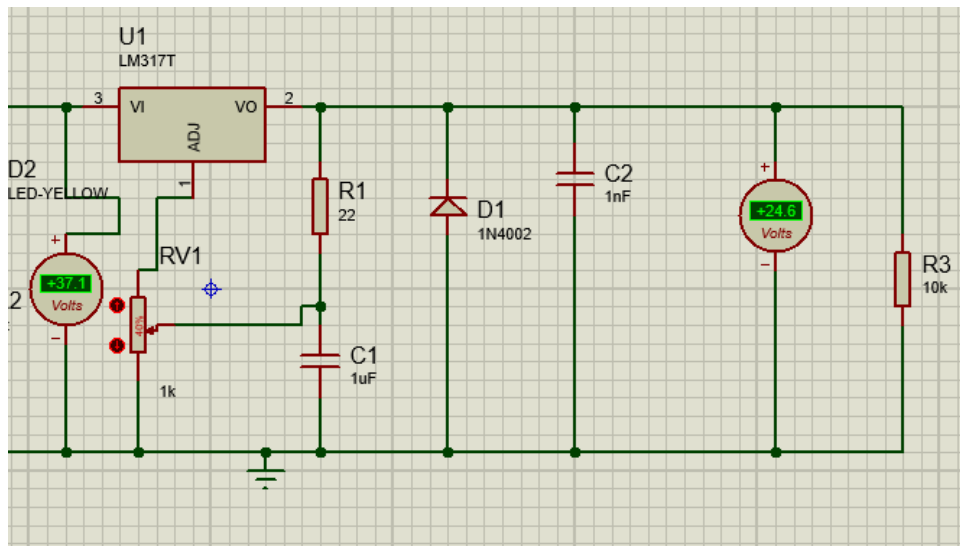 U1
LM317T
3
VI
VO
2
ADJ
1
D2
LED-YELLOW
R1
22
C2
1nF
D1
1N4002
+
+24.6
Volts
−
R3
10k
RV1
+
+37.1
Volts
−
2
40%
C1
1uF
1k